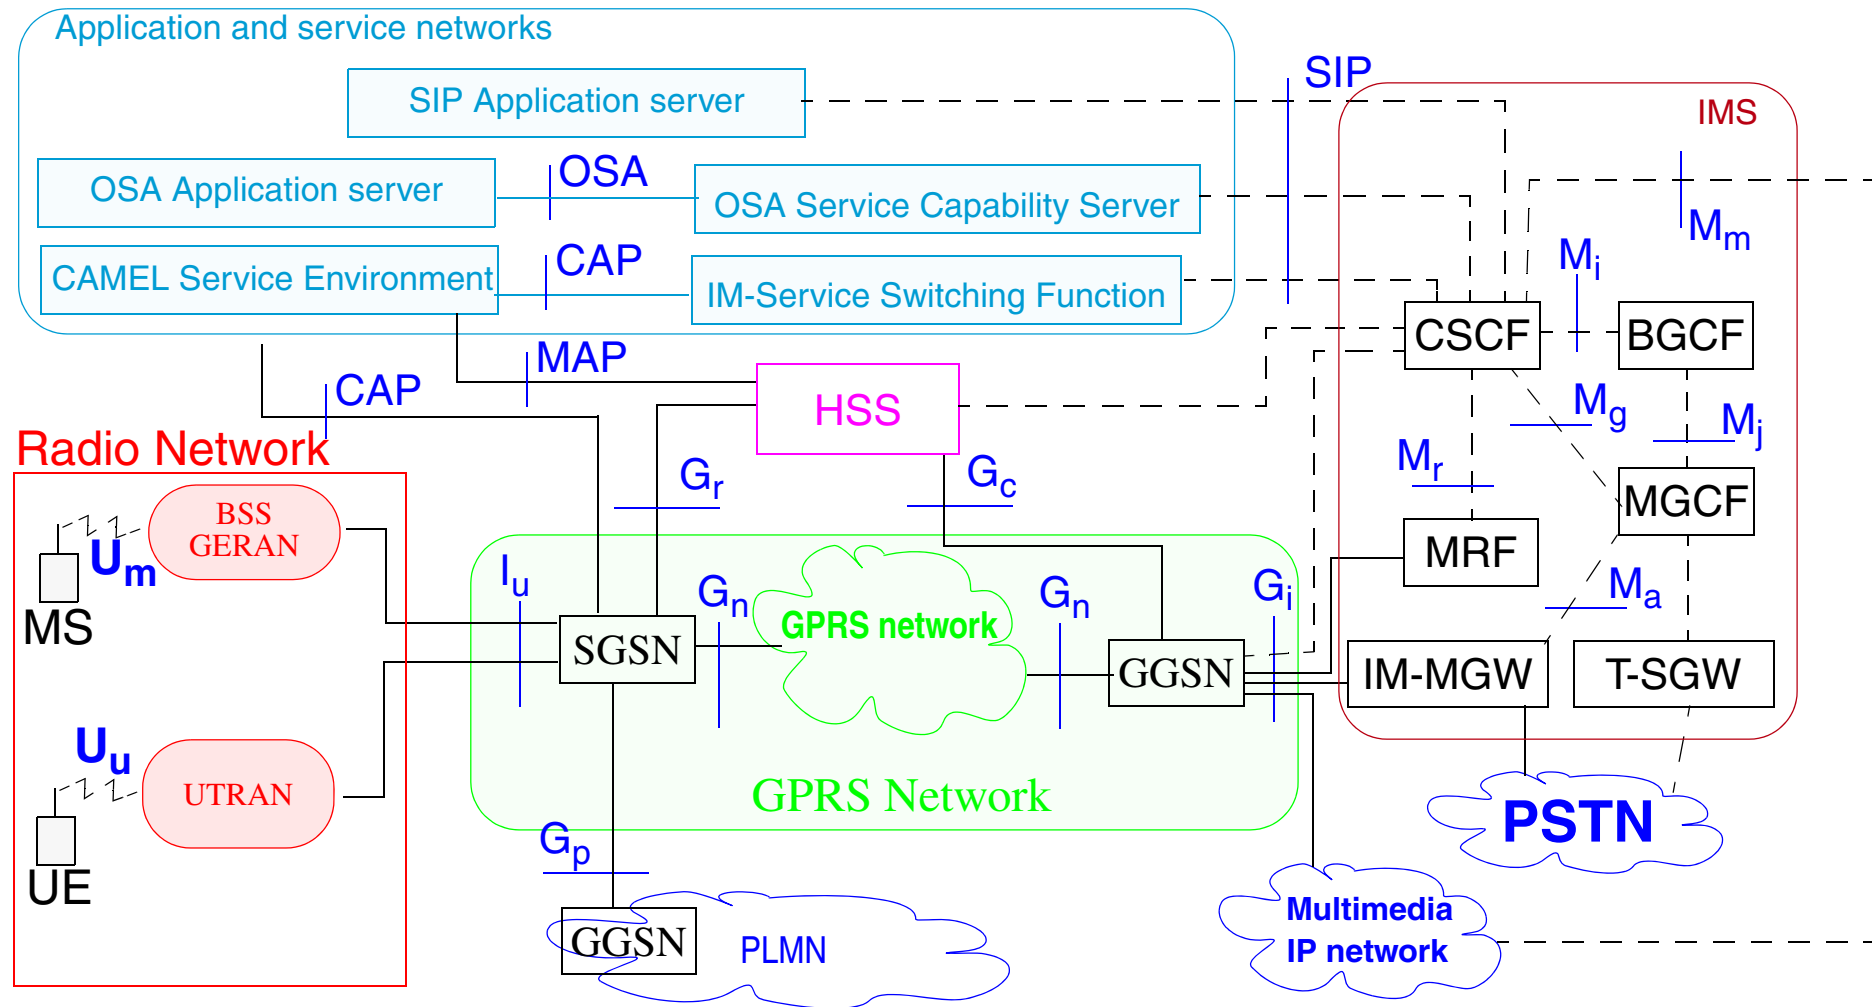 Application and service networks
SIP
SIP Application server
IMS
OSA Application server
OSA
OSA Service Capability Server
Mm
CAMEL Service Environment
CAP
IM-Service Switching Function
Mi
CSCF
BGCF
MAP
CAP
HSS
Mg
Mj
Radio Network
Gr
Gc
Mr
MGCF
BSS
GERAN
Um
MS
MRF
Iu
Gn
GPRS network
Gn
Gi
Ma
SGSN
GGSN
IM-MGW
T-SGW
Uu
UTRAN
UE
GPRS Network
PSTN
Gp
GGSN
PLMN
Multimedia
IP network